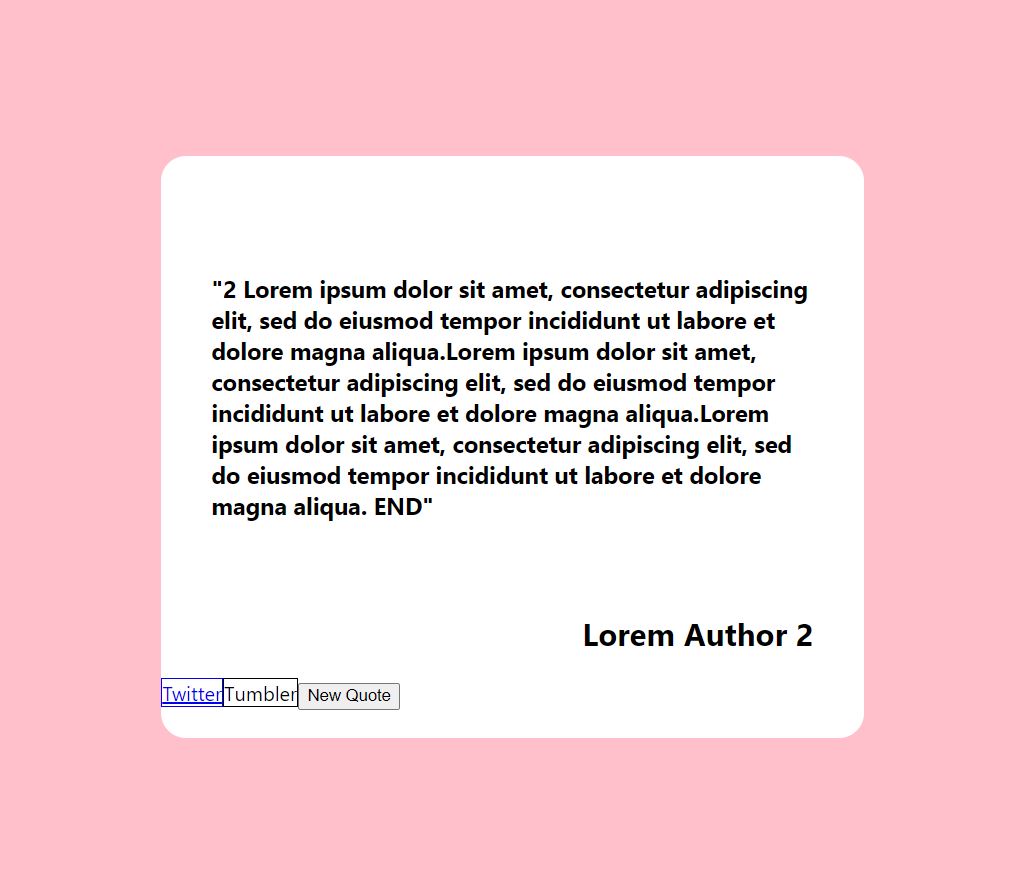 "2 Lorem ipsum dolor sit amet, consectetur adipiscing
elit, sed do eiusmod tempor incididunt ut labore et
dolore magna aliqua.Lorem ipsum dolor sit amet,
consectetur adipiscing elit, sed do eiusmod tempor
incididunt ut labore et dolore magna aliqua.Lorem
ipsum dolor sit amet, consectetur adipiscing elit, sed
do eiusmod tempor incididunt ut labore et dolore
magna aliqua. END"
Lorem Author 2
Twitter Tumbler New Quote